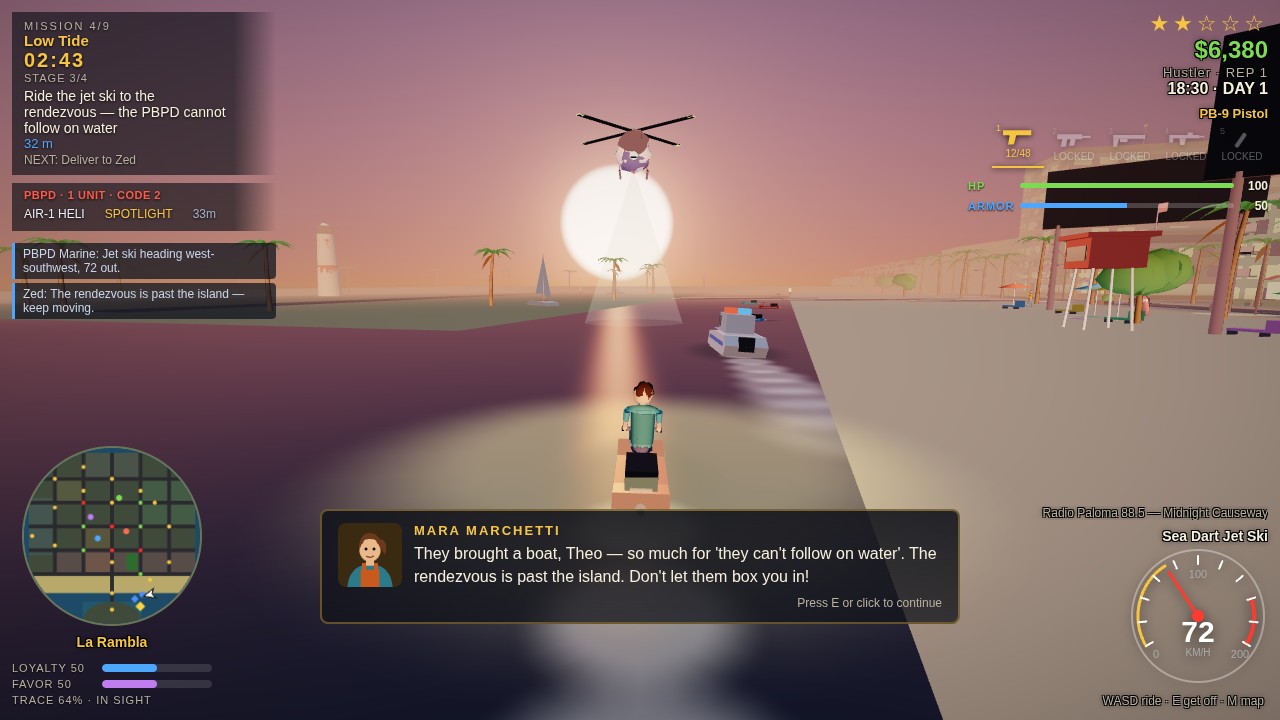 MISSION 4/9
Low Tide
02:43
STAGE 3/4
Ride the jet ski to the
rendezvous — the PBPD cannot
follow on water
32 m
NEXT: Deliver to Zed
PBPD · 1 UNIT · CODE 2
AIR-1 HELI SPOTLIGHT 33m
PBPD Marine: Jet ski heading west-
southwest, 72 out.
Zed: The rendezvous is past the island —
keep moving.
★ ★ ☆ ☆ ☆
$6,380
Hustler · REP 1
18:30 · DAY 1
PB-9 Pistol
1 2 3 4 5
12/48 LOCKED LOCKED LOCKED LOCKED
HP 100
ARMOR 50
MARA MARCHETTI
They brought a boat, Theo — so much for 'they can't follow on water'. The
rendezvous is past the island. Don't let them box you in!
Press E or click to continue
La Rambla
LOYALTY 50
FAVOR 50
TRACE 64% · IN SIGHT
Radio Paloma 88.5 — Midnight Causeway
Sea Dart Jet Ski
100
72
KM/H
0 200
WASD ride · E get off · M map